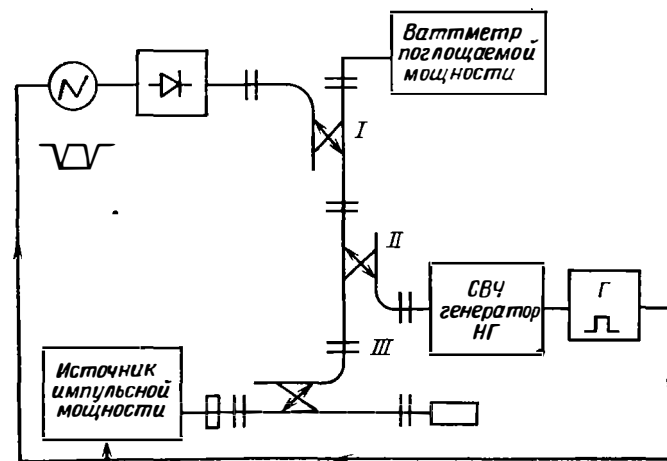 Ваттметр
поглощаемой
мощности
I
II
СВЧ
генератор
НГ
Г
III
Источник
импульсной
мощности